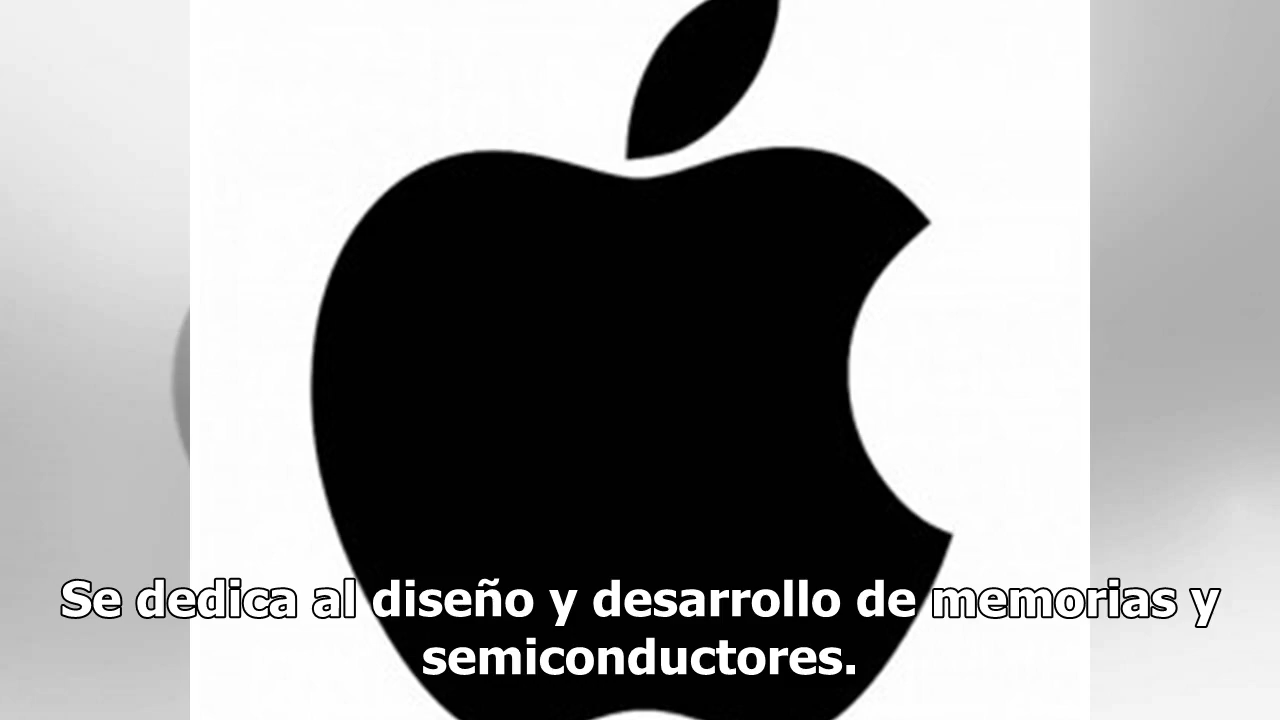 Se dedica al diseño y desarrollo de memorias y
semiconductores.